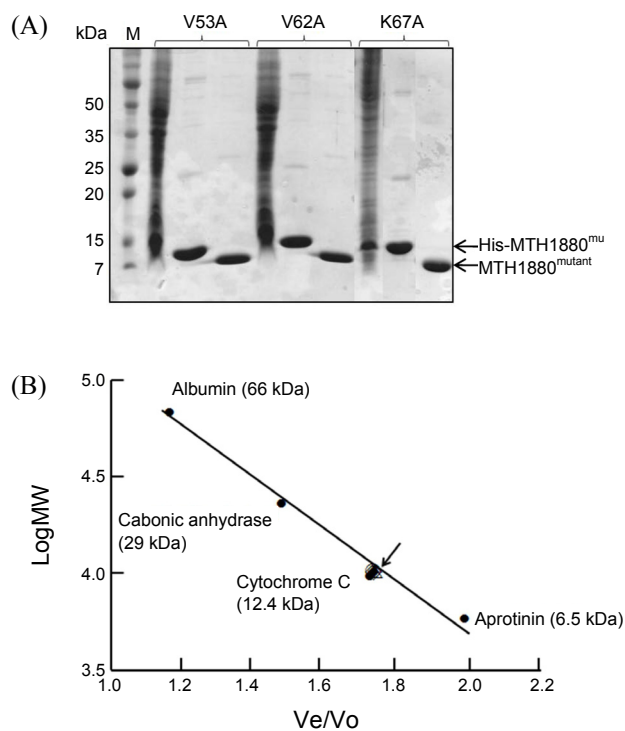 (A)
kDa M V53A V62A K67A
50
35
25
20
15
7
His-MTH1880mu
MTH1880mutant
(B)
5.0
4.5
4.0
3.5
LogMW
Albumin (66 kDa)
Cabonic anhydrase
(29 kDa)
Cytochrome C
(12.4 kDa)
Aprotinin (6.5 kDa)
1.0 1.2 1.4 1.6 1.8 2.0 2.2
Ve/Vo